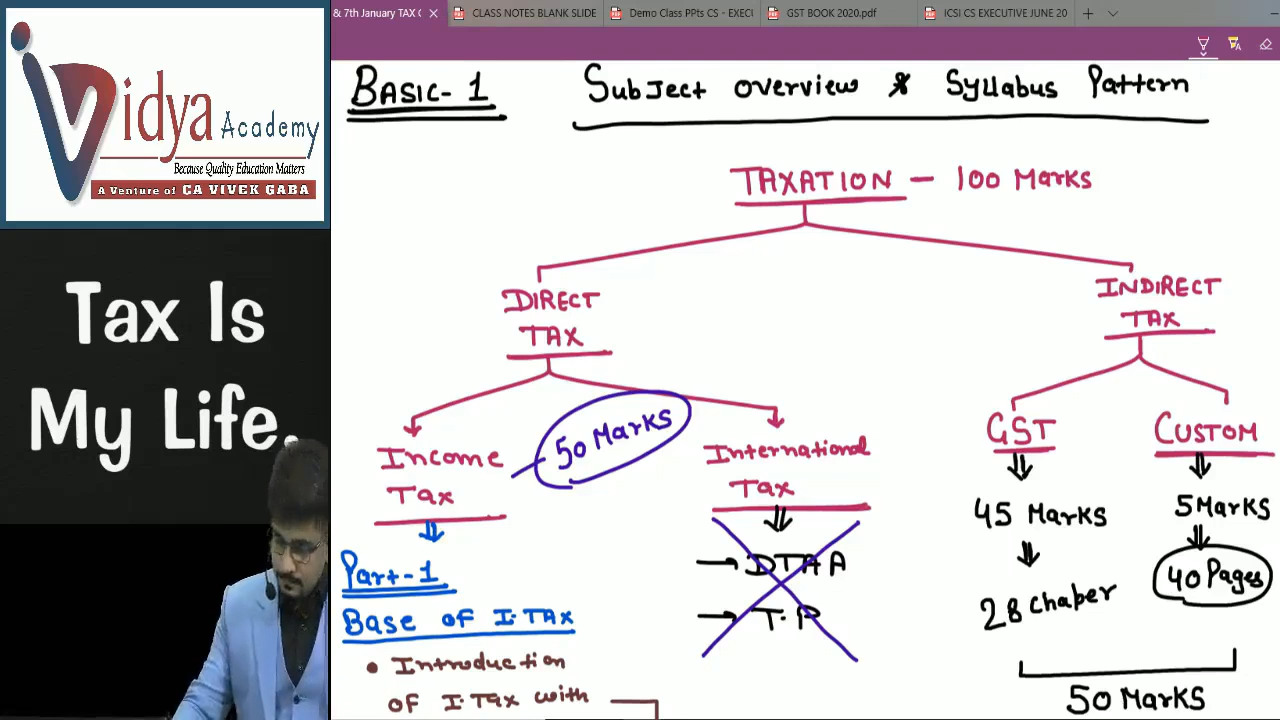 & 7th January TAX C
CLASS NOTES BLANK SLIDE
Demo Class PPts CS - EXECU
GST BOOK 2020.pdf
ICSI CS EXECUTIVE JUNE 20
Vidya Academy
Because Quality Education Matters
A Venture of CA VIVEK GABA
Tax Is
My Life.
BASIC-1
Subject overview & Syllabus Pattern
TAXATION - 100 Marks
DIRECT
TAX
INDIRECT
TAX
Income
Tax
50 Marks
International
Tax
DTAA
T.P
GST
45 Marks
28 Chaper
CUSTOM
5 Marks
40 Pages
50 Marks
Part-1
Base of I.TAX
• Introduction
of I.Tax with